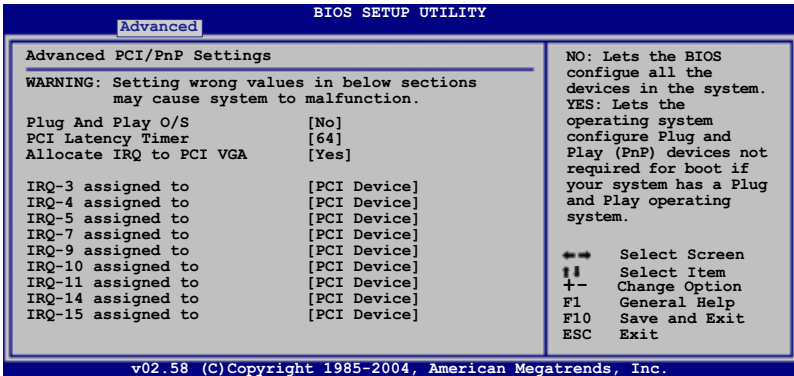 BIOS SETUP UTILITY
Advanced
Advanced PCI/PnP Settings
WARNING: Setting wrong values in below sections
may cause system to malfunction.
Plug And Play O/S [No]
PCI Latency Timer [64]
Allocate IRQ to PCI VGA [Yes]
IRQ-3 assigned to [PCI Device]
IRQ-4 assigned to [PCI Device]
IRQ-5 assigned to [PCI Device]
IRQ-7 assigned to [PCI Device]
IRQ-9 assigned to [PCI Device]
IRQ-10 assigned to [PCI Device]
IRQ-11 assigned to [PCI Device]
IRQ-14 assigned to [PCI Device]
IRQ-15 assigned to [PCI Device]
NO: Lets the BIOS
configue all the
devices in the system.
YES: Lets the
operating system
configure Plug and
Play (PnP) devices not
required for boot if
your system has a Plug
and Play operating
system.
←→ Select Screen
↑↓ Select Item
+- Change Option
F1 General Help
F10 Save and Exit
ESC Exit
v02.58 (C)Copyright 1985-2004, American Megatrends, Inc.